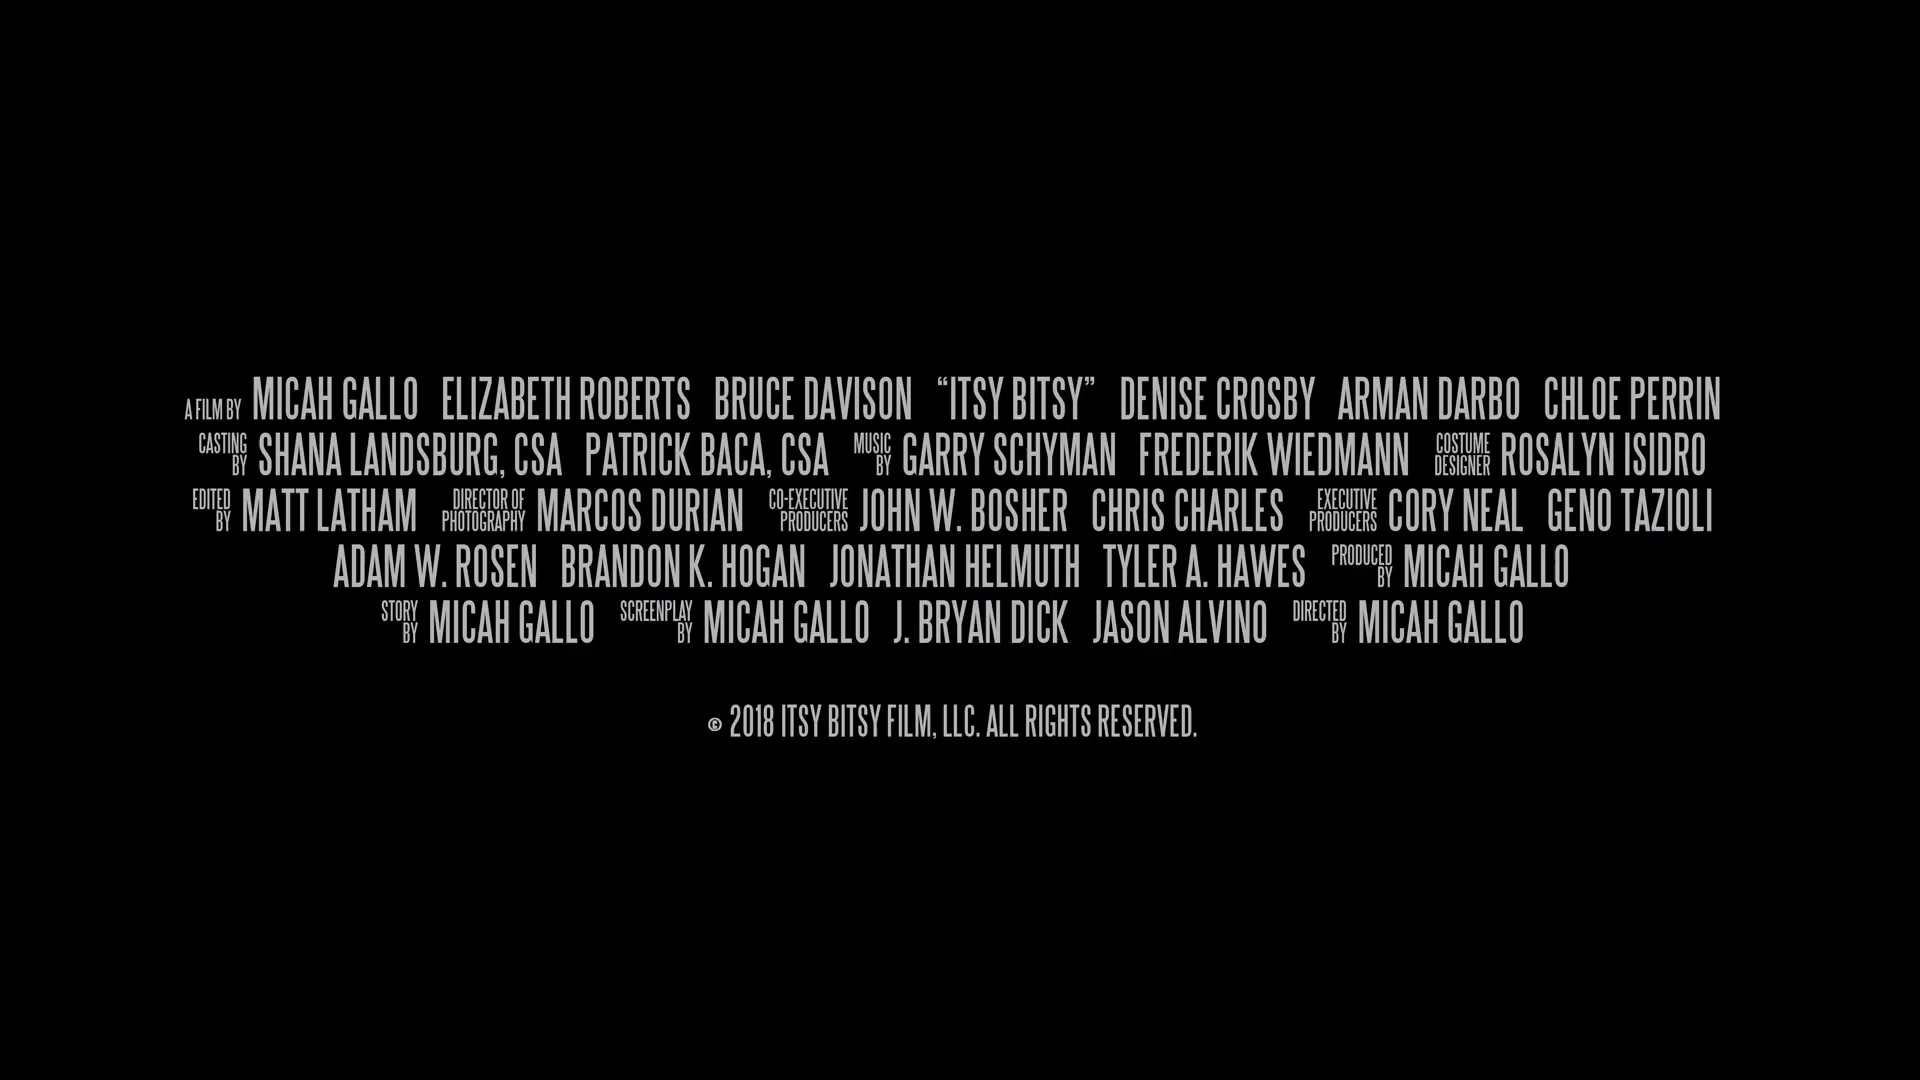 A FILM BY MICAH GALLO ELIZABETH ROBERTS BRUCE DAVISON “ITSY BITSY” DENISE CROSBY ARMAN DARBO CHLOE PERRIN
CASTING BY SHANA LANDSBURG, CSA PATRICK BACA, CSA MUSIC BY GARRY SCHYMAN FREDERIK WIEDMANN COSTUME DESIGNER ROSALYN ISIDRO
EDITED BY MATT LATHAM DIRECTOR OF PHOTOGRAPHY MARCOS DURIAN CO-EXECUTIVE PRODUCERS JOHN W. BOSHER CHRIS CHARLES EXECUTIVE PRODUCERS CORY NEAL GENO TAZIOLI
ADAM W. ROSEN BRANDON K. HOGAN JONATHAN HELMUTH TYLER A. HAWES PRODUCED BY MICAH GALLO
STORY BY MICAH GALLO SCREENPLAY BY MICAH GALLO J. BRYAN DICK JASON ALVINO DIRECTED BY MICAH GALLO
© 2018 ITSY BITSY FILM, LLC. ALL RIGHTS RESERVED.